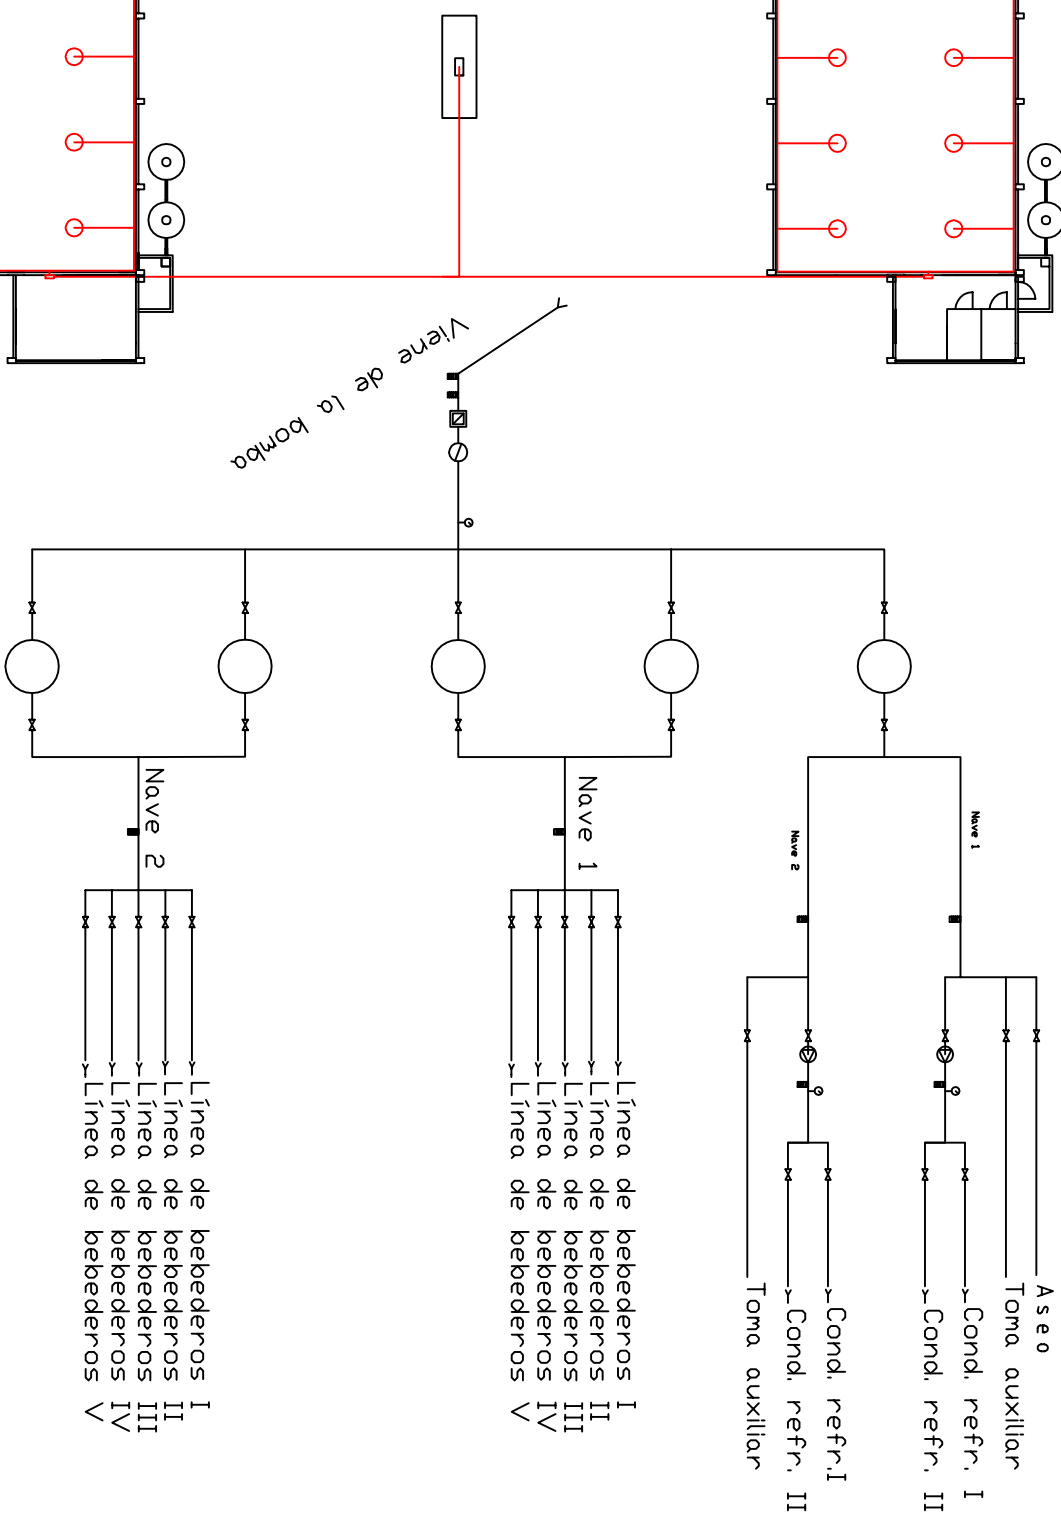 Viene de la bomba
Nave 1
Nave 2
Nave 1
Nave 2
Aseo
Toma auxiliar
Cond. refr. I
Cond. refr. II
Cond. refr.I
Cond. refr. II
Toma auxiliar
Línea de bebederos I
Línea de bebederos II
Línea de bebederos III
Línea de bebederos IV
Línea de bebederos V
Línea de bebederos I
Línea de bebederos II
Línea de bebederos III
Línea de bebederos IV
Línea de bebederos V